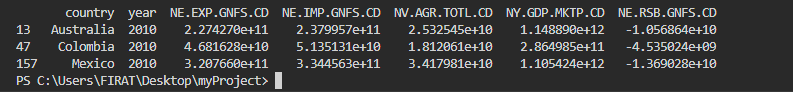 country year NE.EXP.GNFS.CD NE.IMP.GNFS.CD NV.AGR.TOTL.CD NY.GDP.MKTP.CD NE.RSB.GNFS.CD
13 Australia 2010 2.274270e+11 2.379957e+11 2.532545e+10 1.148890e+12 -1.056864e+10
47 Colombia 2010 4.681628e+10 5.135131e+10 1.812061e+10 2.864985e+11 -4.535024e+09
157 Mexico 2010 3.207660e+11 3.344563e+11 3.417981e+10 1.105424e+12 -1.369028e+10
PS C:\Users\FIRAT\Desktop\myProject>